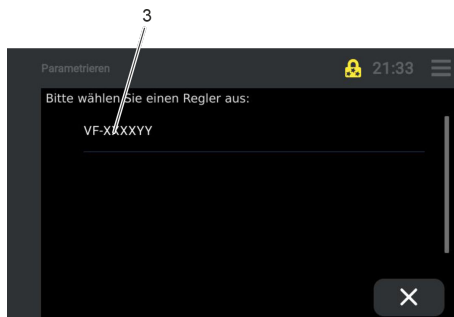 3
Parametrieren
21:33
Bitte wählen Sie einen Regler aus:
VF-XXXXYY